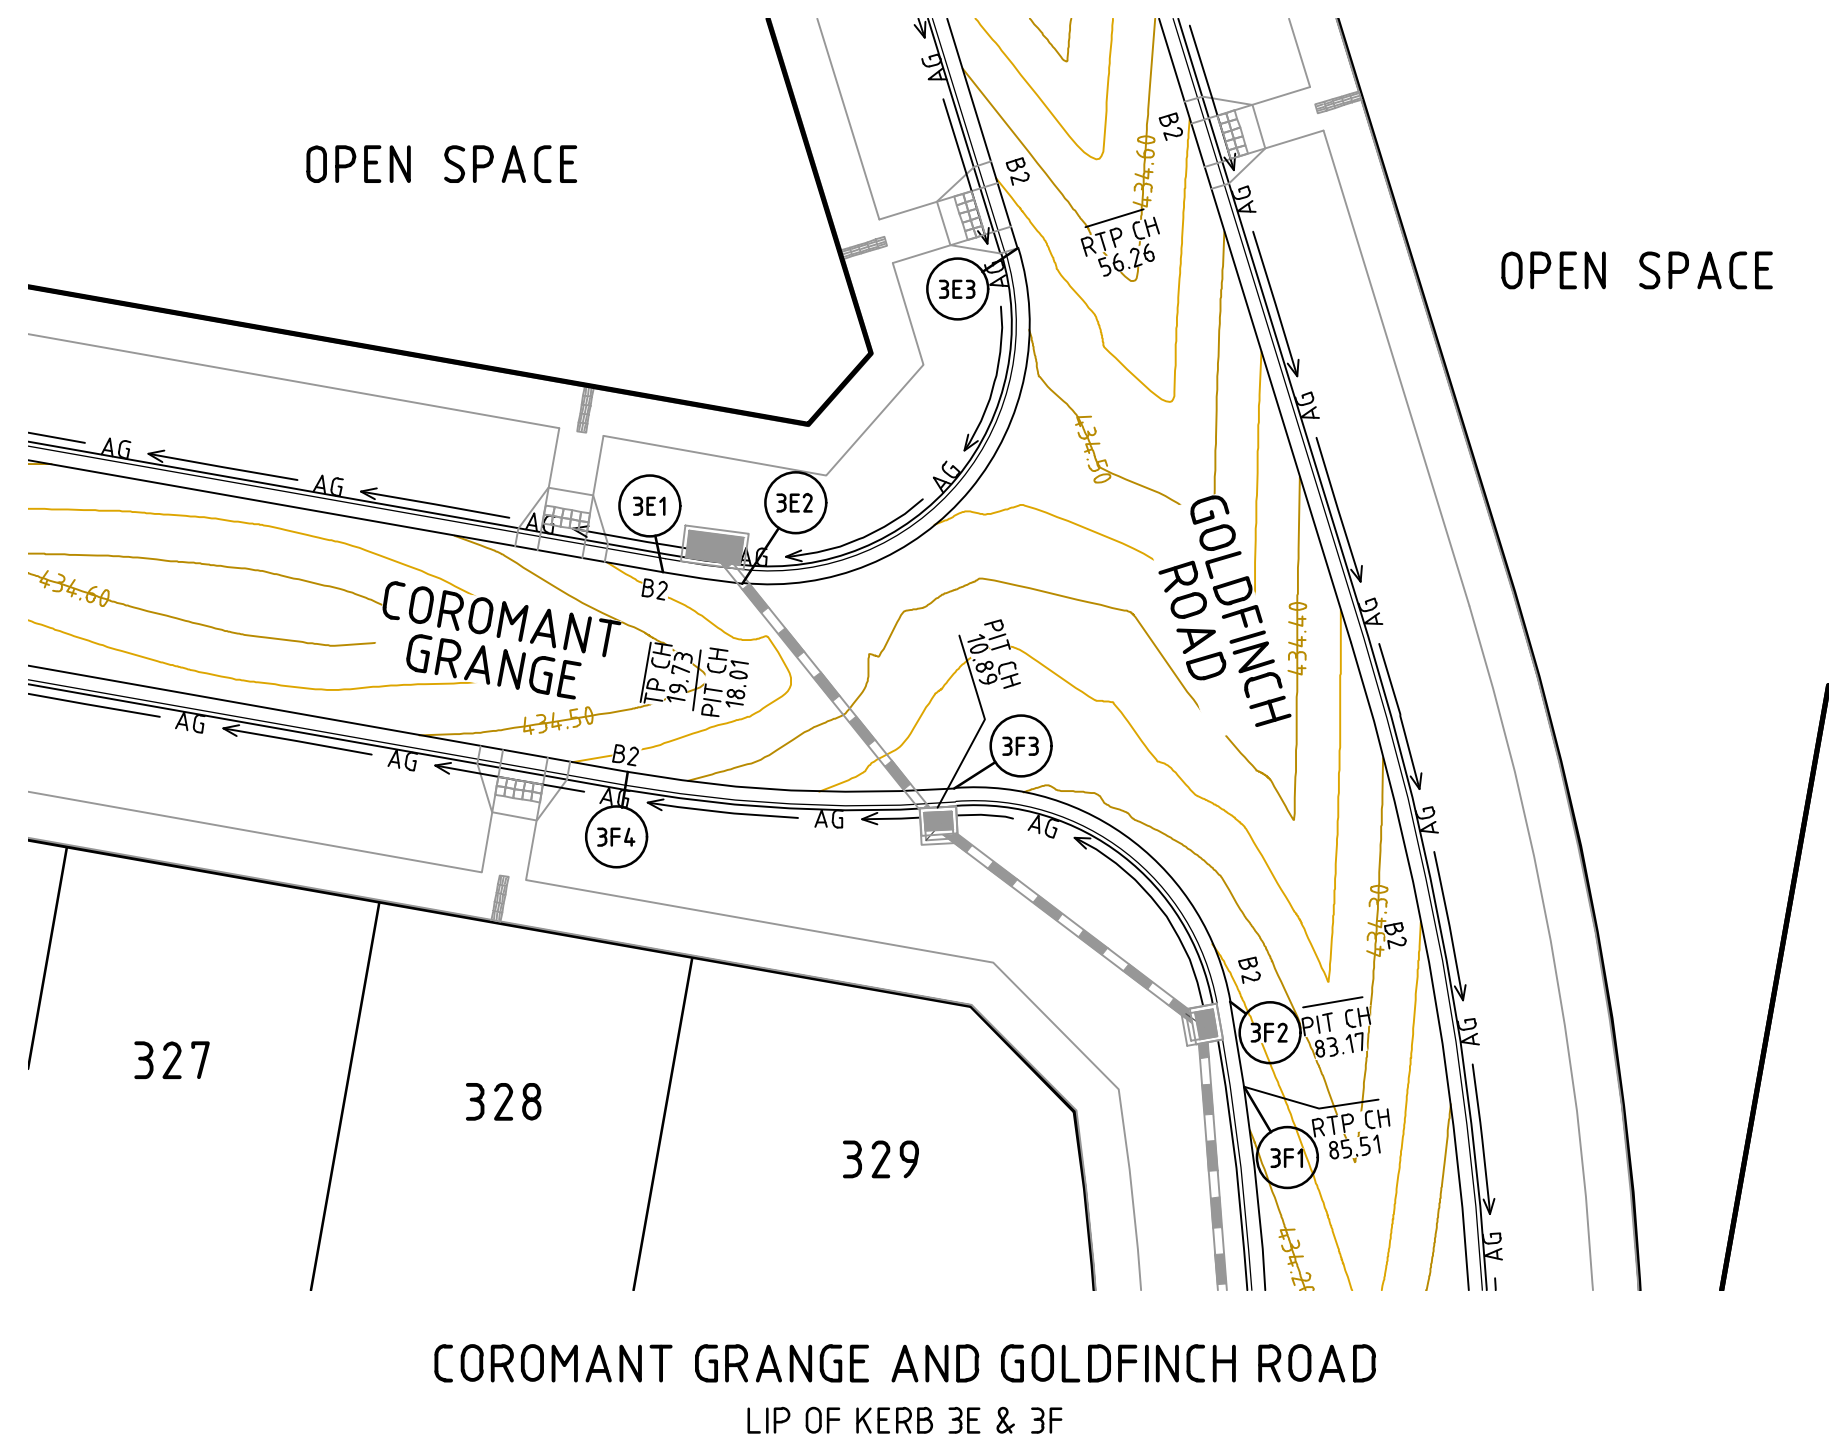 AG
B2
B2
434.60
OPEN SPACE
AG
RTP CH
56.26
OPEN SPACE
3E3
AG
AG
434.50
AG
AG
AG
AG
3E1
3E2
AG
GOLDFINCH
ROAD
AG
B2
434.60
COROMANT
GRANGE
AG
434.40
TP CH
19.73
PIT CH
18.01
PIT CH
10.89
434.50
AG
B2
3F3
AG
AG
AG
AG
AG
3F4
434.30
B2
B2
3F2
PIT CH
83.17
AG
327
328
329
RTP CH
85.51
3F1
AG
COROMANT GRANGE AND GOLDFINCH ROAD
LIP OF KERB 3E & 3F